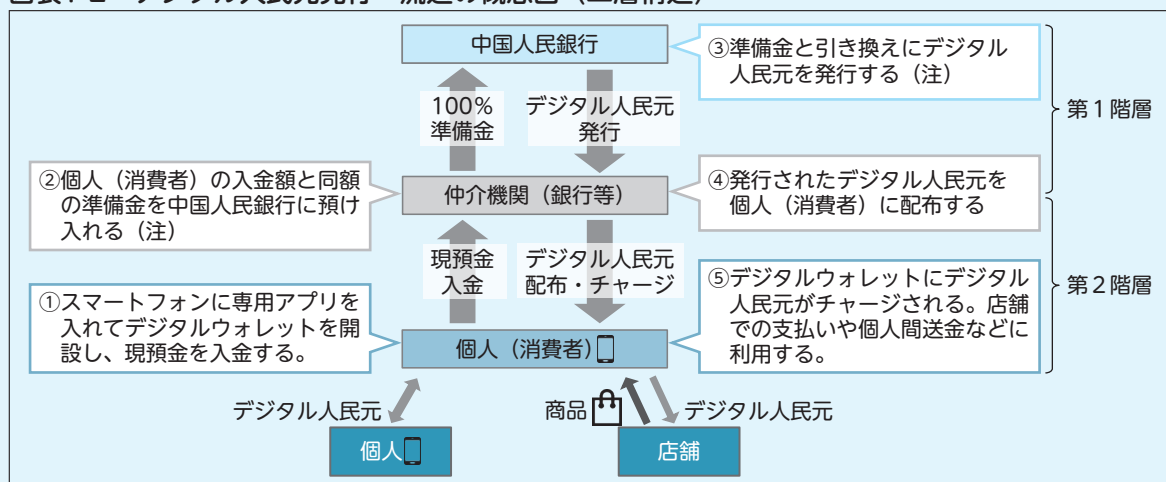 中国人民銀行
③準備金と引き換えにデジタル
人民元を発行する（注）
100%
準備金
デジタル人民元
発行
第１階層
②個人（消費者）の入金額と同額
の準備金を中国人民銀行に預け
入れる（注）
仲介機関（銀行等）
④発行されたデジタル人民元を
個人（消費者）に配布する
現預金
入金
デジタル人民元
配布・チャージ
第２階層
①スマートフォンに専用アプリを
入れてデジタルウォレットを開
設し、現預金を入金する。
個人（消費者）
⑤デジタルウォレットにデジタル
人民元がチャージされる。店舗
での支払いや個人間送金などに
利用する。
デジタル人民元
商品
デジタル人民元
個人
店舗